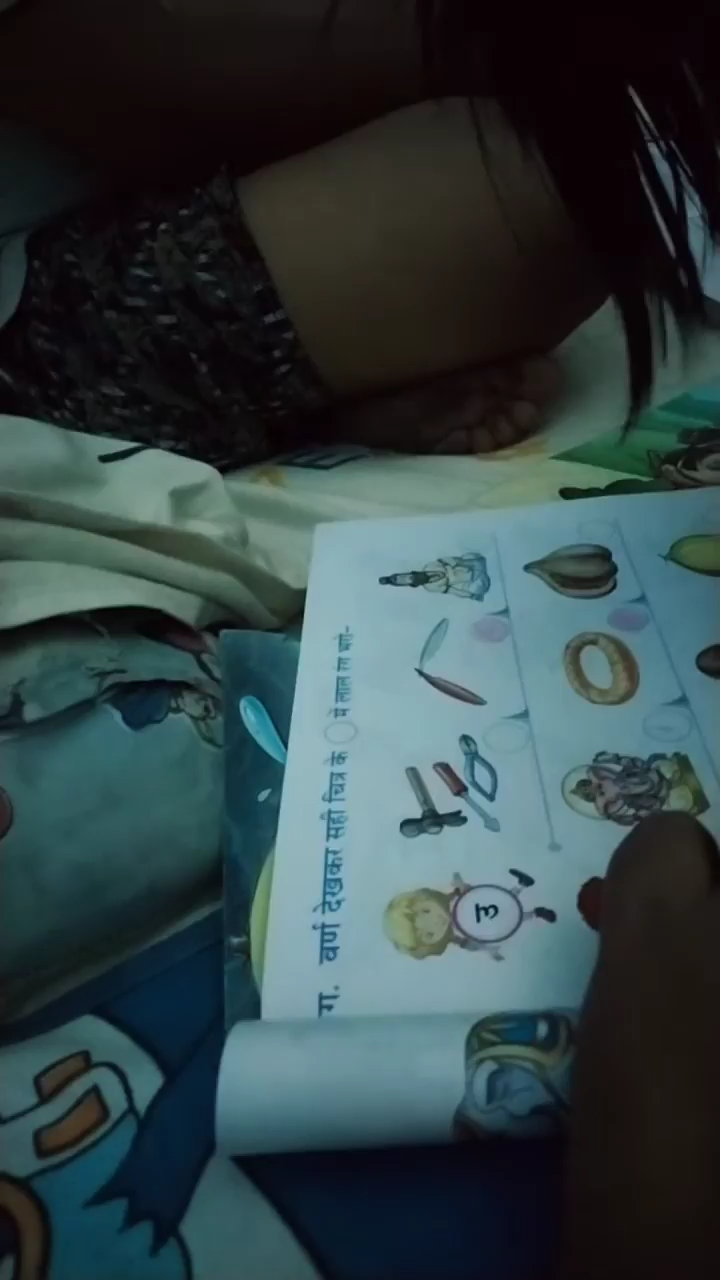 ग. वर्ण देखकर सही चित्र के ○ में लाल रंग भरो-
उ